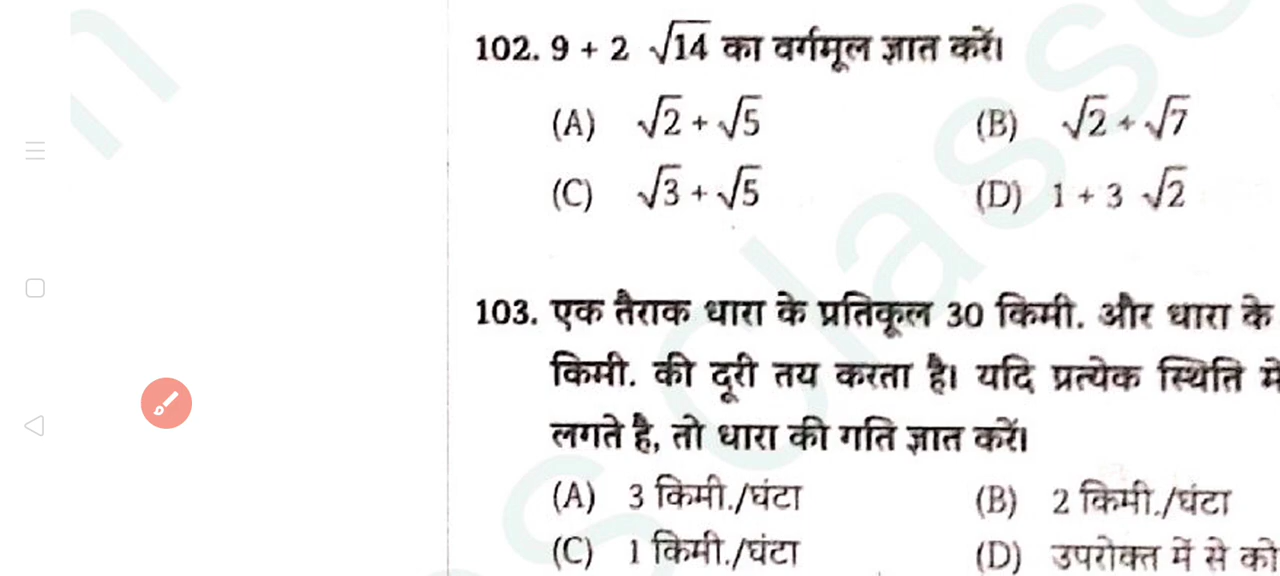 102. 9 + 2 √14 का वर्गमूल ज्ञात करें।
(A) √2 + √5 (B) √2 + √7
(C) √3 + √5 (D) 1 + 3 √2
103. एक तैराक धारा के प्रतिकूल 30 किमी. और धारा के
किमी. की दूरी तय करता है। यदि प्रत्येक स्थिति में
लगते है, तो धारा की गति ज्ञात करें।
(A) 3 किमी./घंटा (B) 2 किमी./घंटा
(C) 1 किमी./घंटा (D) उपरोक्त में से को